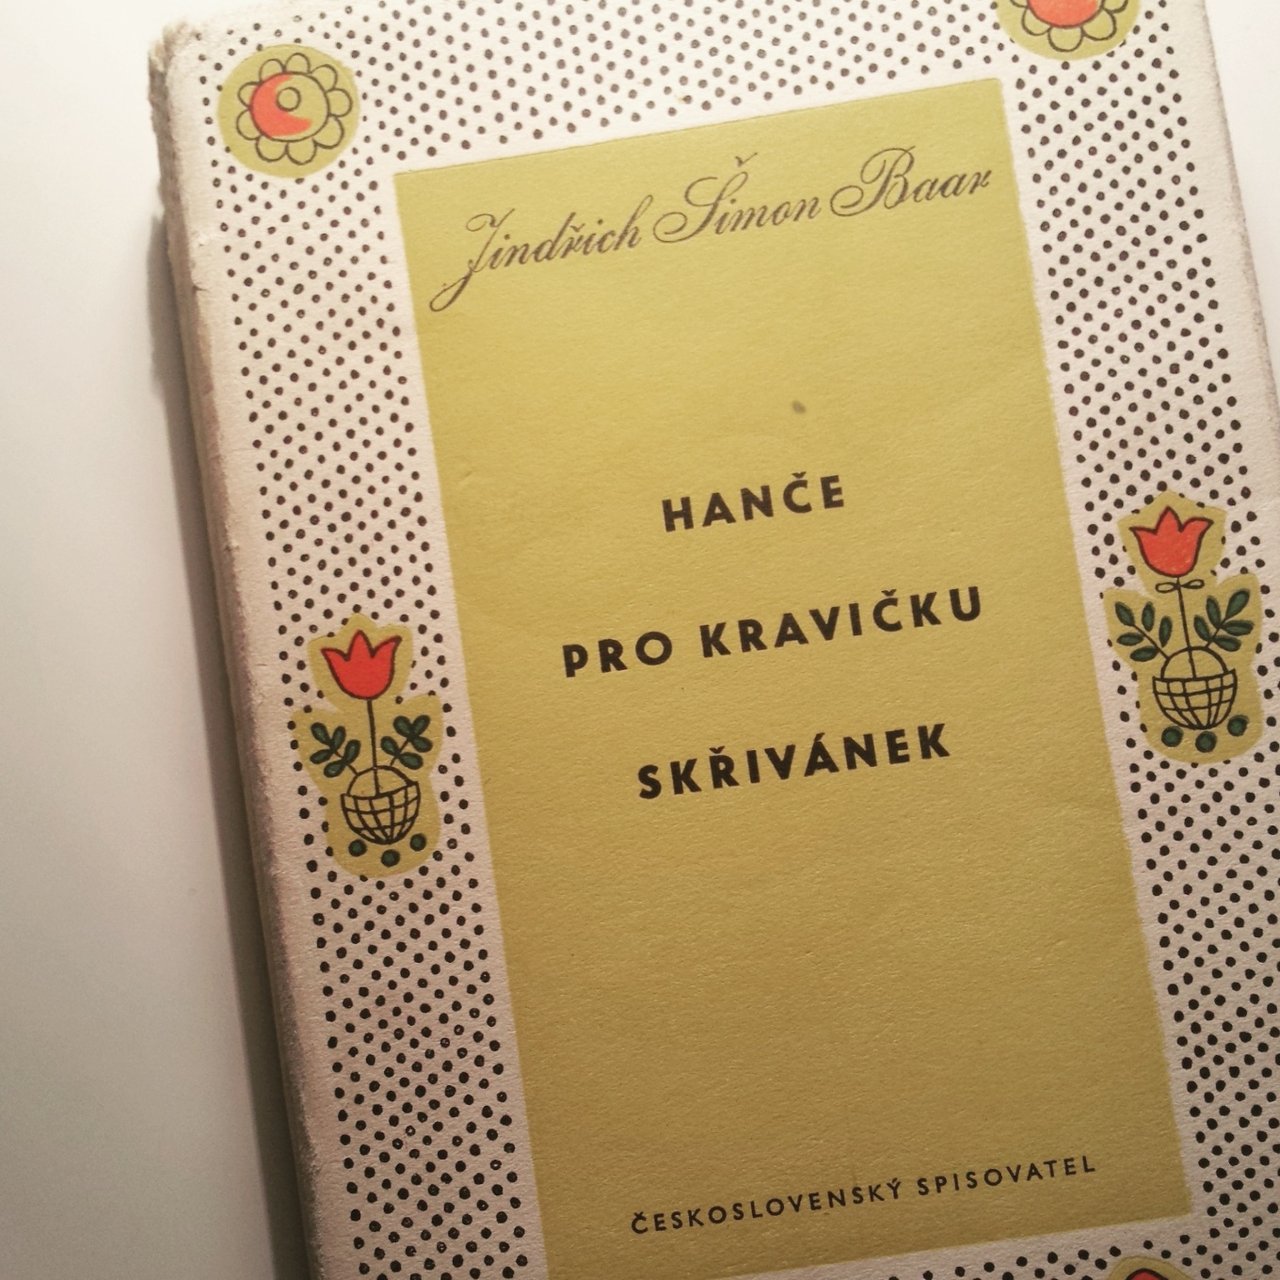 Jindřich Šimon Baar
HANČE
PRO KRAVIČKU
SKŘIVÁNEK
ČESKOSLOVENSKÝ SPISOVATEL